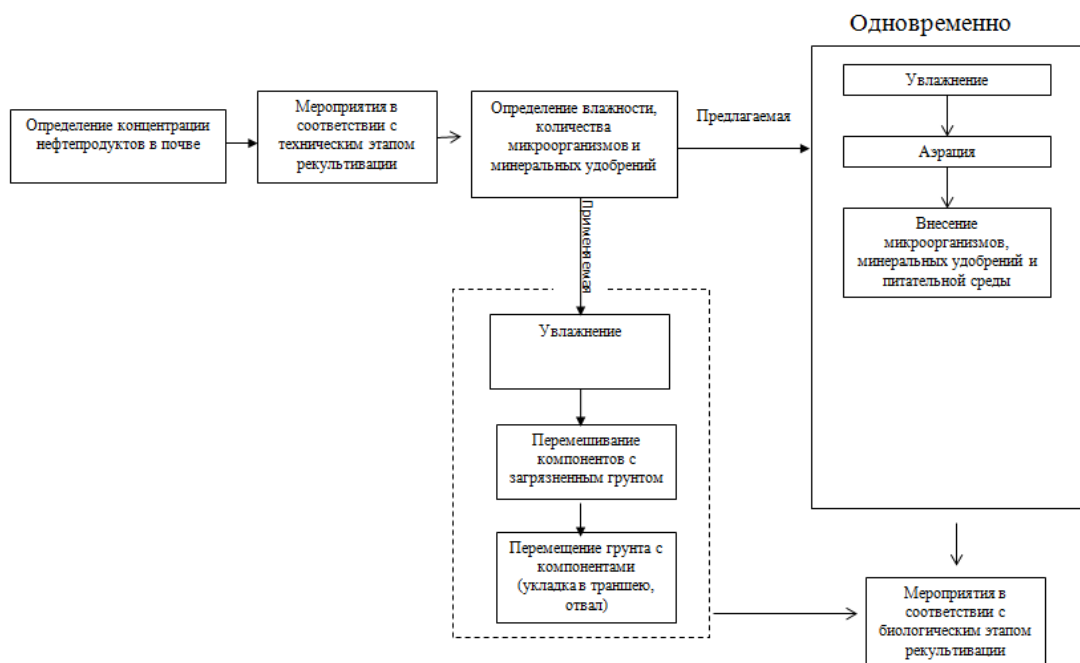 Одновременно
Увлажнение
Аэрация
Внесение
микроорганизмов,
минеральных удобрений и
питательной среды
Определение концентрации
нефтепродуктов в почве
Мероприятия в
соответствии с
техническим этапом
рекультивации
Определение влажности,
количества
микроорганизмов и
минеральных удобрений
Предлагаемая
Применяемая
Увлажнение
Перемешивание
компонентов с
загрязненным грунтом
Перемещение грунта с
компонентами
(укладка в траншею,
отвал)
Мероприятия в
соответствии с
биологическим этапом
рекультивации